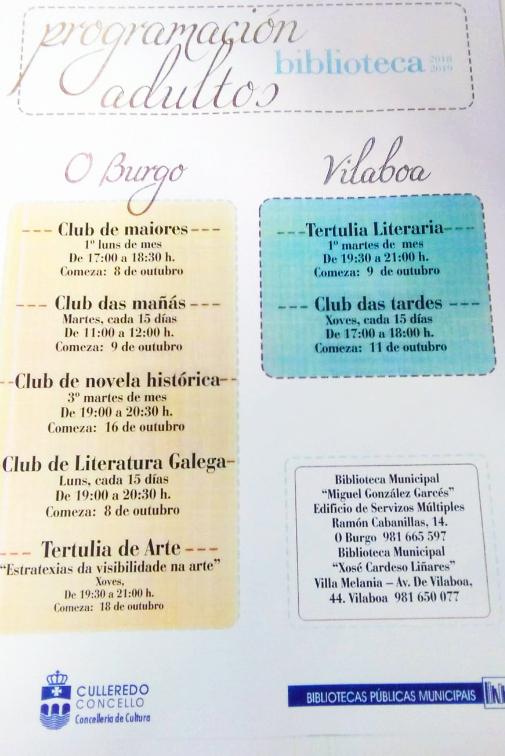 programación
adultos
biblioteca 2018
2019
O Burgo
Club de maiores
1º luns de mes
De 17:00 a 18:30 h.
Comeza: 8 de outubro
Club das mañás
Martes, cada 15 días
De 11:00 a 12:00 h.
Comeza: 9 de outubro
Club de novela histórica
3º martes de mes
De 19:00 a 20:30 h.
Comeza: 16 de outubro
Club de Literatura Galega
Luns, cada 15 días
De 19:00 a 20:30 h.
Comeza: 8 de outubro
Tertulia de Arte
“Estratexias da visibilidade na arte”
Xoves,
De 19:30 a 21:00 h.
Comeza: 18 de outubro
Vilaboa
Tertulia Literaria
1º martes de mes
De 19:30 a 21:00 h.
Comeza: 9 de outubro
Club das tardes
Xoves, cada 15 días
De 17:00 a 18:00 h.
Comeza: 11 de outubro
Biblioteca Municipal
“Miguel González Garcés”
Edificio de Servizos Múltiples
Ramón Cabanillas, 14.
O Burgo 981 665 597
Biblioteca Municipal
“Xosé Cardeso Liñares”
Villa Melania – Av. De Vilaboa,
44. Vilaboa 981 650 077
CULLEREDO
CONCELLO
Concellería de Cultura
BIBLIOTECAS PÚBLICAS MUNICIPAIS